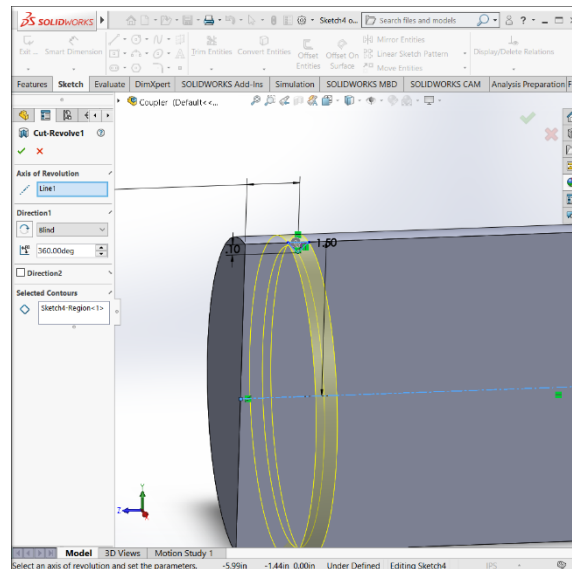 SOLIDWORKS
Sketch4 o...
Search files and models
Exit ...
Smart Dimension
Trim Entities
Convert Entities
Offset Entities
Offset On Surface
Mirror Entities
Linear Sketch Pattern
Move Entities
Display/Delete Relations
Features
Sketch
Evaluate
DimXpert
SOLIDWORKS Add-Ins
Simulation
SOLIDWORKS MBD
SOLIDWORKS CAM
Analysis Preparation
Coupler (Default<<...
Cut-Revolve1
Axis of Revolution
Line1
Direction1
Blind
360.00deg
Direction2
Selected Contours
Sketch4-Region<1>
.10
1.50
Y
Z
X
Model
3D Views
Motion Study 1
Select an axis of revolution and set the parameters.
-5.99in
-1.44in
0.00in
Under Defined
Editing Sketch4
IPS